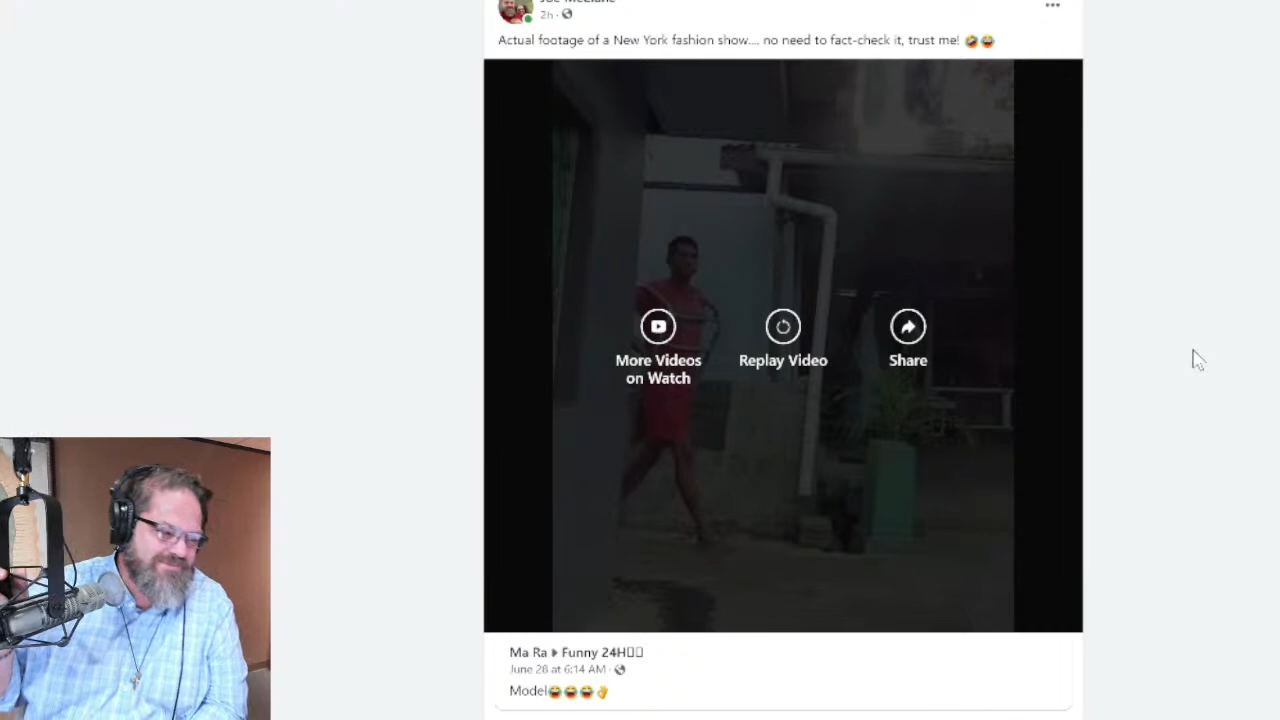 2h ·
Actual footage of a New York fashion show.... no need to fact-check it, trust me! 🤣😂
More Videos
on Watch
Replay Video
Share
Ma Ra ▸ Funny 24H
June 28 at 6:14 AM ·
Model😂😂😂👌